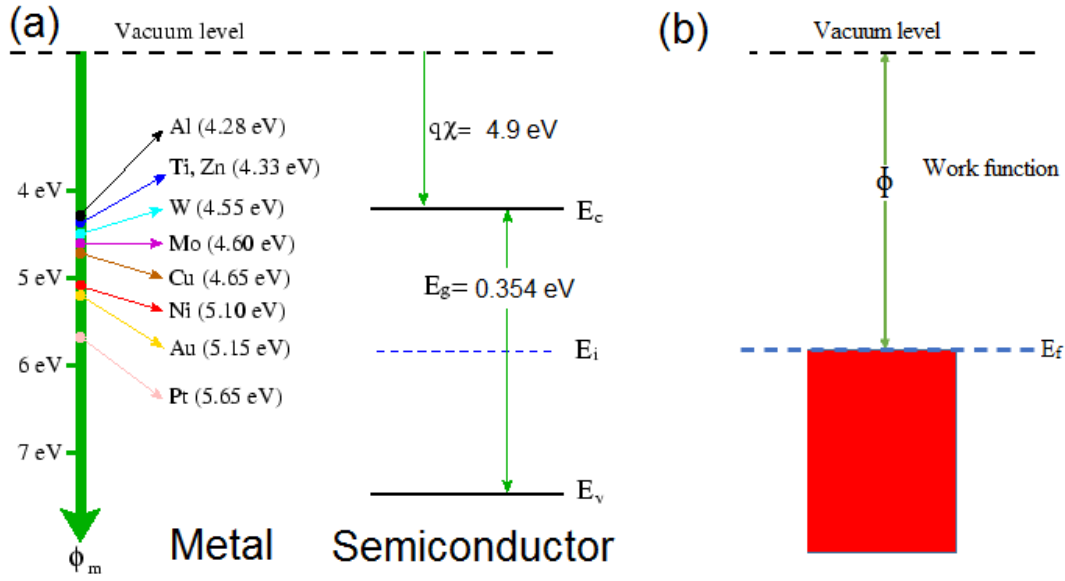 (a)
Vacuum level
Al (4.28 eV)
Ti, Zn (4.33 eV)
W (4.55 eV)
Mo (4.60 eV)
Cu (4.65 eV)
Ni (5.10 eV)
Au (5.15 eV)
Pt (5.65 eV)
4 eV
5 eV
6 eV
7 eV
ϕm
Metal
qχ= 4.9 eV
Ec
Eg= 0.354 eV
Ei
Ev
Semiconductor
(b)
Vacuum level
ϕ
Work function
Ef